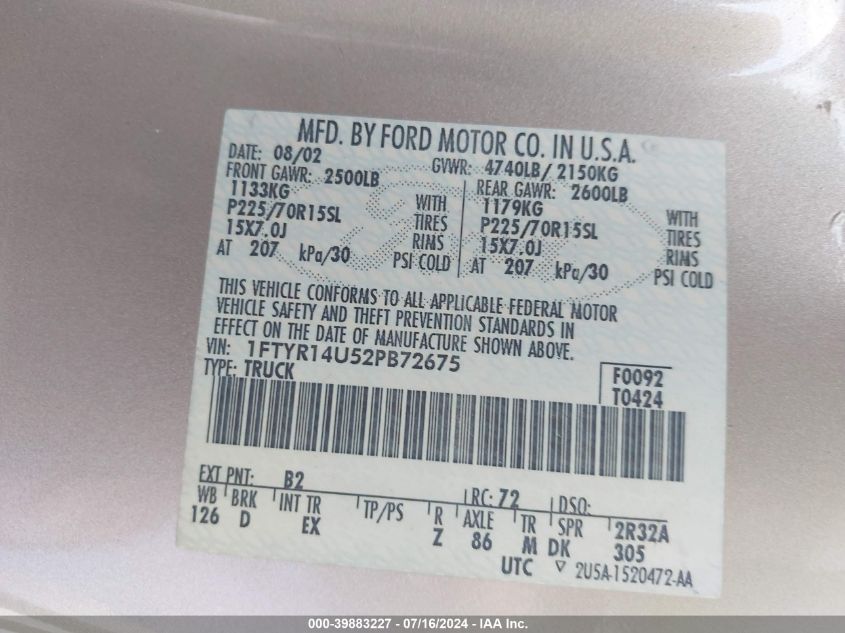 MFD. BY FORD MOTOR CO. IN U.S.A.
DATE: 08/02 GVWR: 4740LB/ 2150KG
FRONT GAWR: 2500LB REAR GAWR: 2600LB
1133KG WITH 1179KG WITH
P225/70R15SL TIRES P225/70R15SL TIRES
15X7.0J RIMS 15X7.0J RIMS
AT 207 kPa/30 PSI COLD AT 207 kPa/30 PSI COLD
THIS VEHICLE CONFORMS TO ALL APPLICABLE FEDERAL MOTOR
VEHICLE SAFETY AND THEFT PREVENTION STANDARDS IN
EFFECT ON THE DATE OF MANUFACTURE SHOWN ABOVE.
VIN: 1FTYR14U52PB72675
TYPE: TRUCK
F0092
T0424
EXT PNT: B2 RC: 72 DSO:
WB BRK INT TR TP/PS R AXLE TR SPR 2R32A
126 D EX Z 86 M DK 305
UTC ▽ 2U5A-1520472-AA
000-39883227 - 07/16/2024 - IAA Inc.